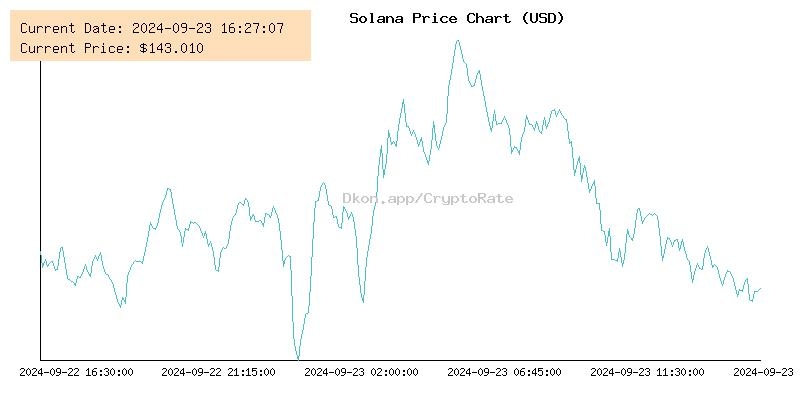 Solana Price Chart (USD)
Current Date: 2024-09-23 16:27:07
Current Price: $143.010
Dkon.app/CryptoRate
2024-09-22 16:30:00 2024-09-22 21:15:00 2024-09-23 02:00:00 2024-09-23 06:45:00 2024-09-23 11:30:00 2024-09-23